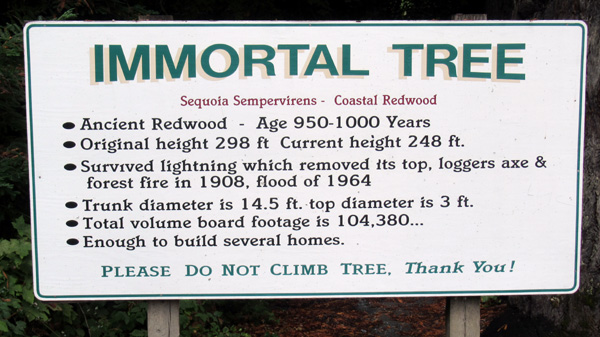 IMMORTAL TREE
Sequoia Sempervirens - Coastal Redwood
● Ancient Redwood - Age 950-1000 Years
● Original height 298 ft Current height 248 ft.
● Survived lightning which removed its top, loggers axe &
forest fire in 1908, flood of 1964
● Trunk diameter is 14.5 ft. top diameter is 3 ft.
● Total volume board footage is 104,380...
● Enough to build several homes.
PLEASE DO NOT CLIMB TREE, Thank You!